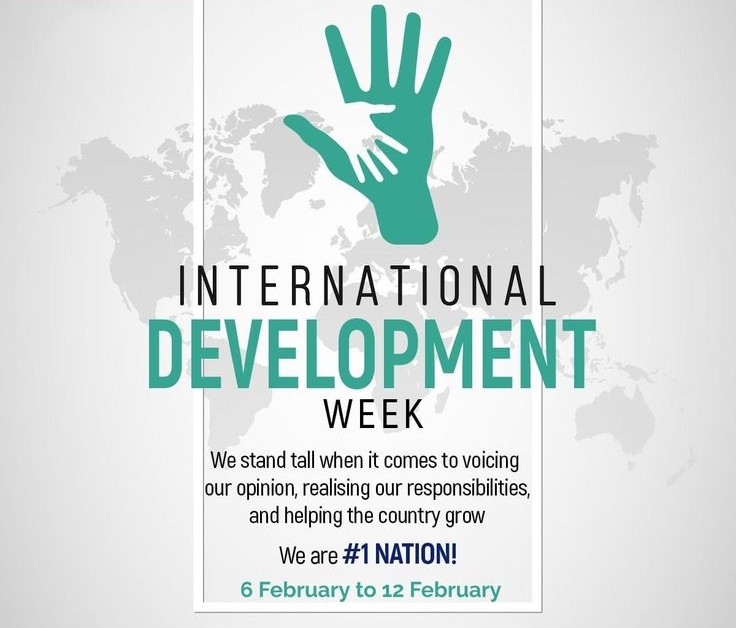 INTERNATIONAL
DEVELOPMENT
WEEK
We stand tall when it comes to voicing
our opinion, realising our responsibilities,
and helping the country grow
We are #1 NATION!
6 February to 12 February